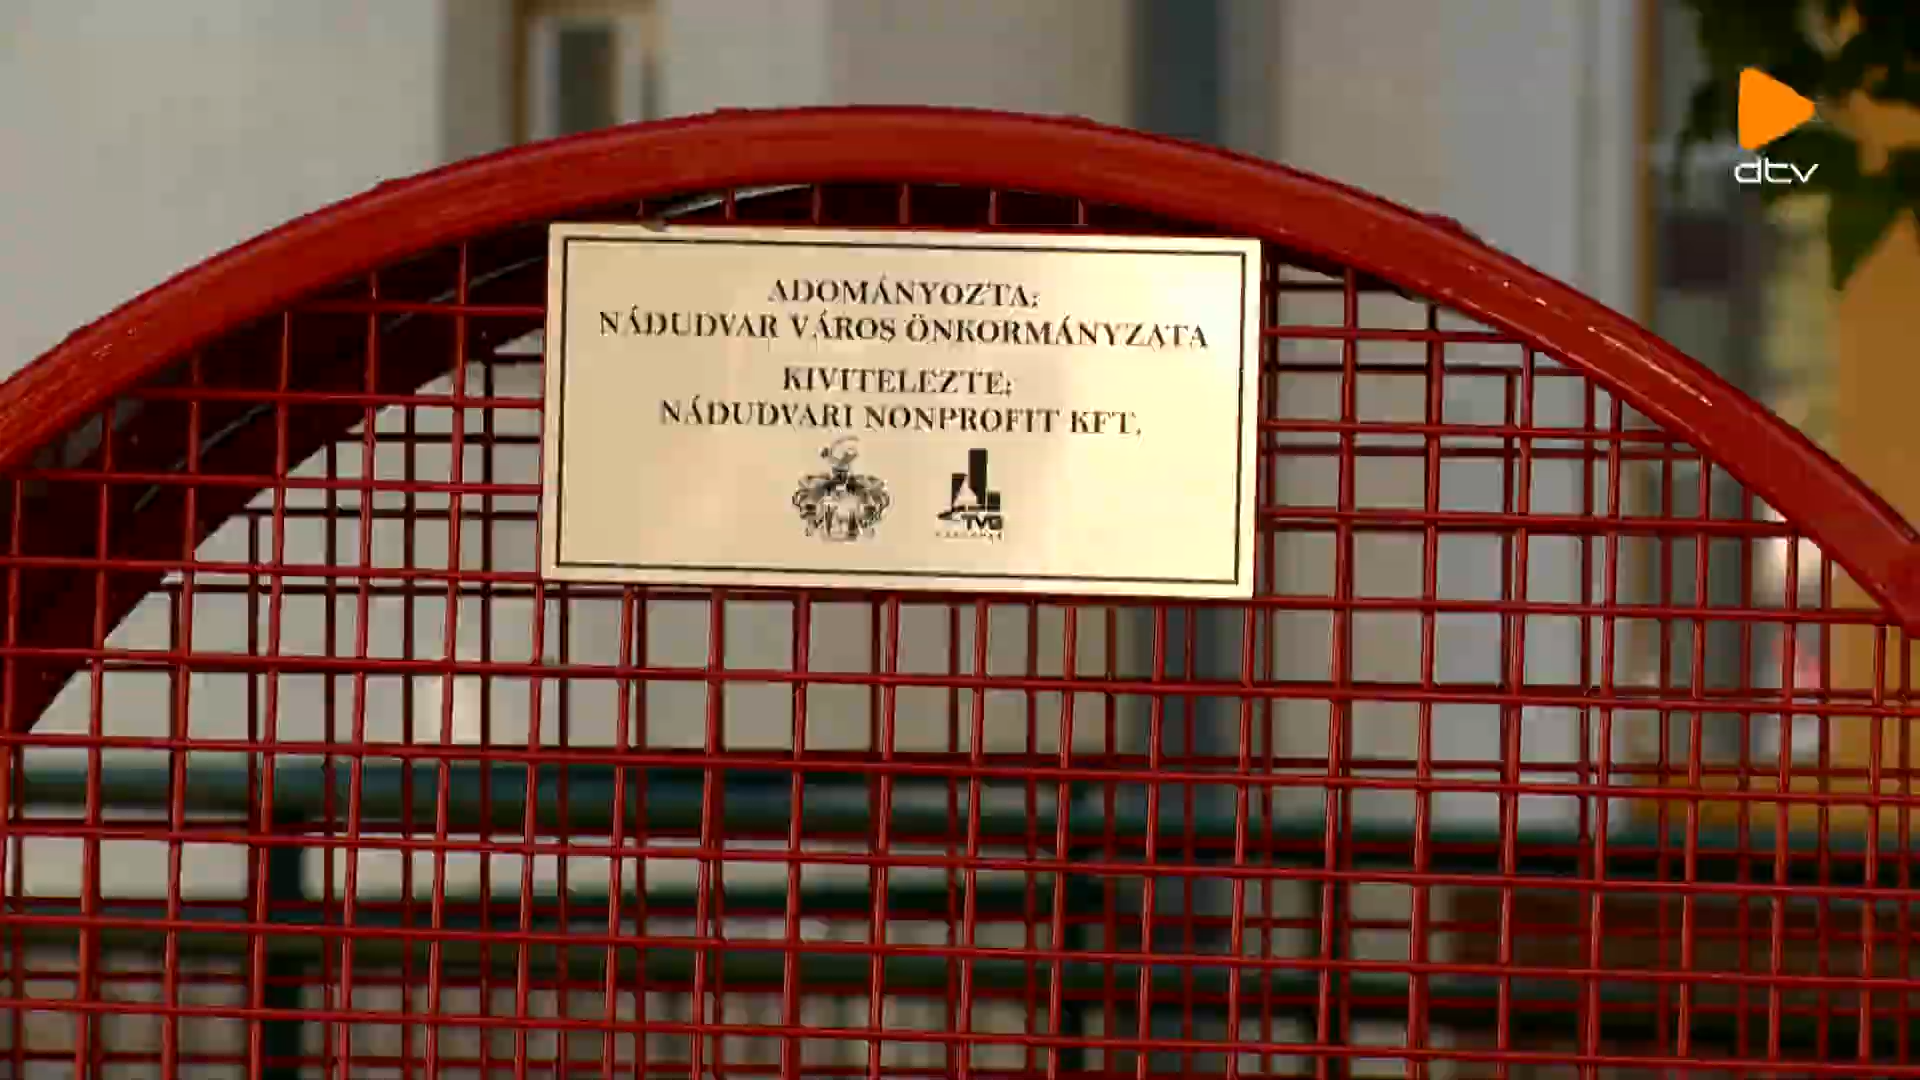 dtv
ADOMÁNYOZTA:
NÁDUDVAR VÁROS ÖNKORMÁNYZATA
KIVITELEZTE:
NÁDUDVARI NONPROFIT KFT.
TVG